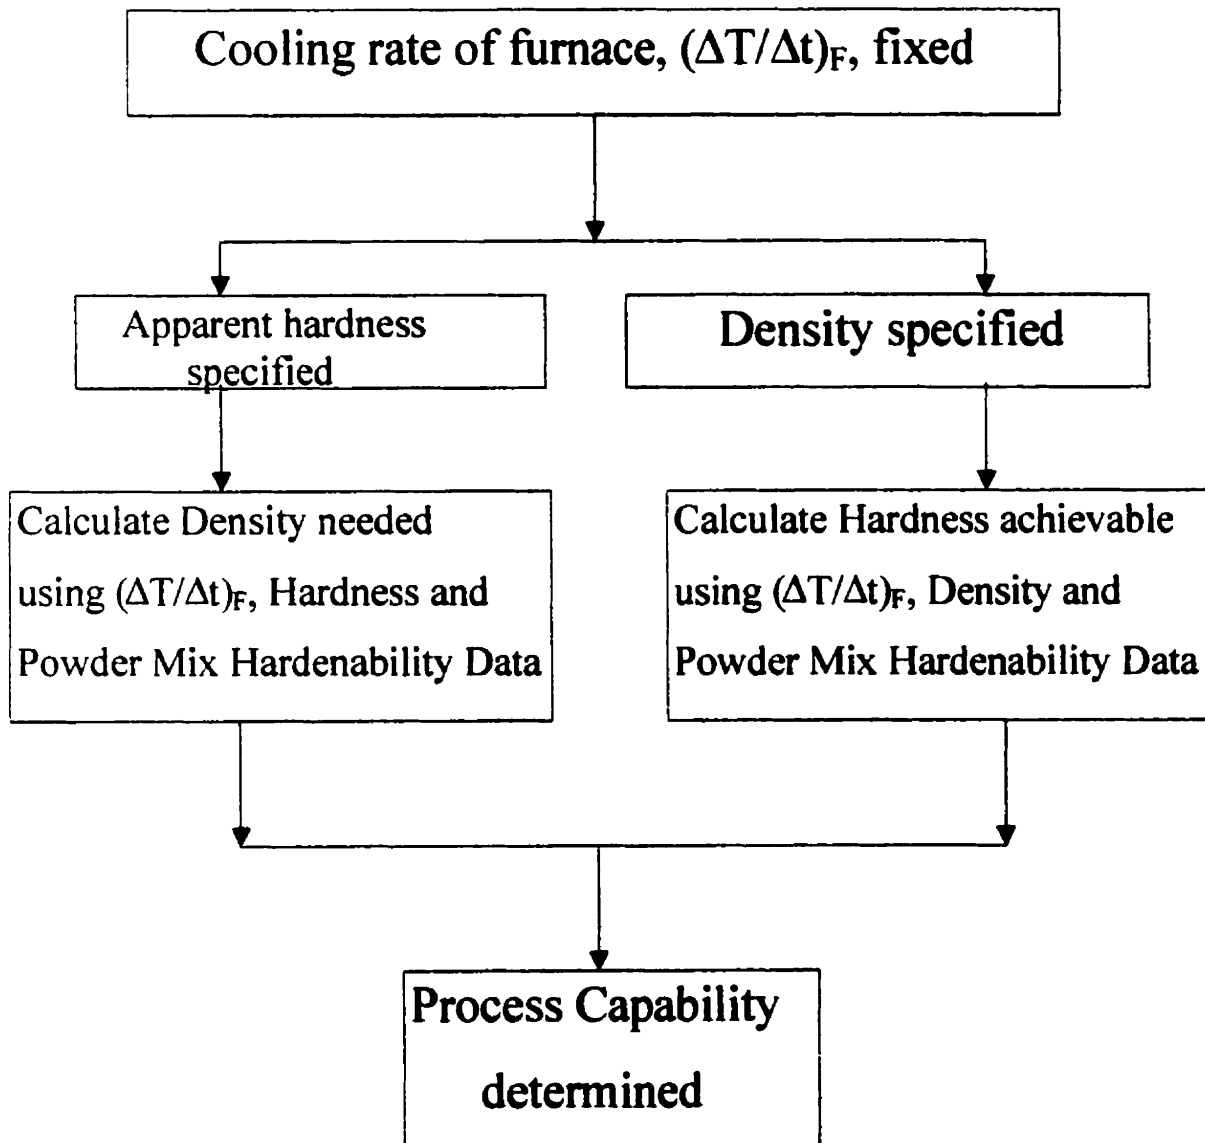 Cooling rate of furnace, (ΔT/Δt)F, fixed
Apparent hardness
specified
Density specified
Calculate Density needed
using (ΔT/Δt)F, Hardness and
Powder Mix Hardenability Data
Calculate Hardness achievable
using (ΔT/Δt)F, Density and
Powder Mix Hardenability Data
Process Capability
determined